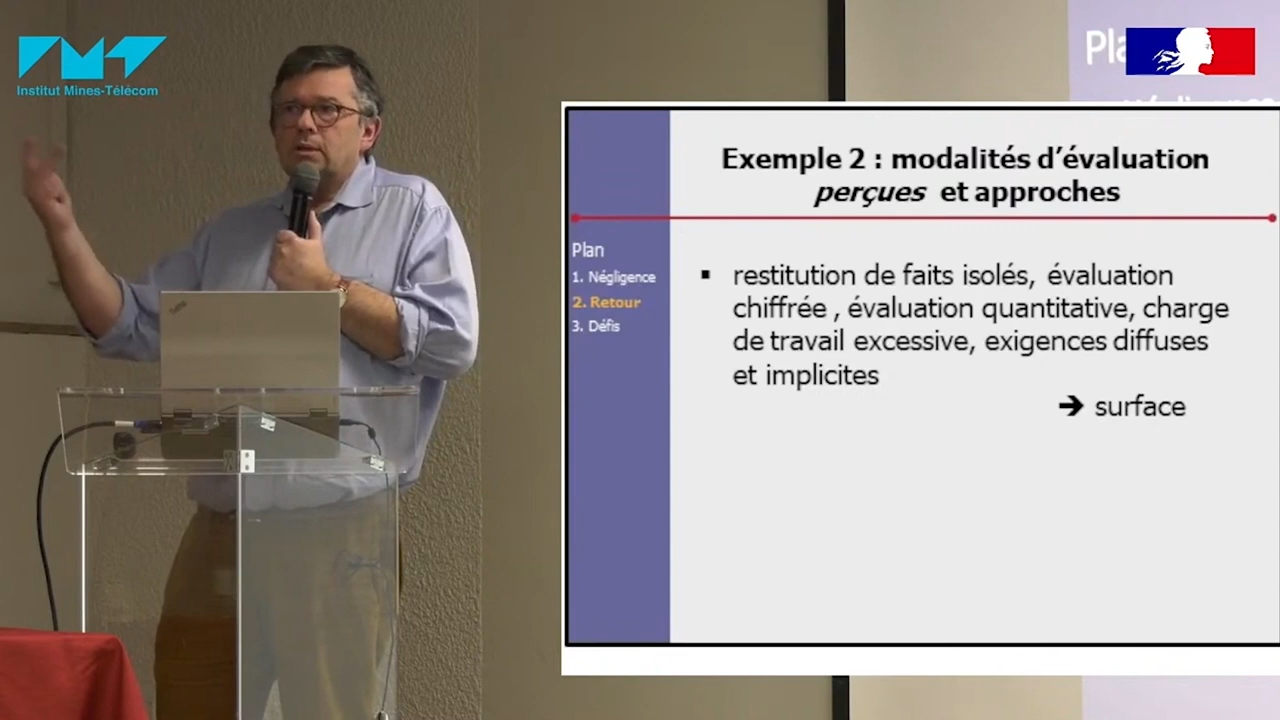 Institut Mines-Télécom
Pla
Exemple 2 : modalités d’évaluation
perçues et approches
Plan
1. Négligence
2. Retour
3. Défis
▪ restitution de faits isolés, évaluation
chiffrée , évaluation quantitative, charge
de travail excessive, exigences diffuses
et implicites
➔ surface